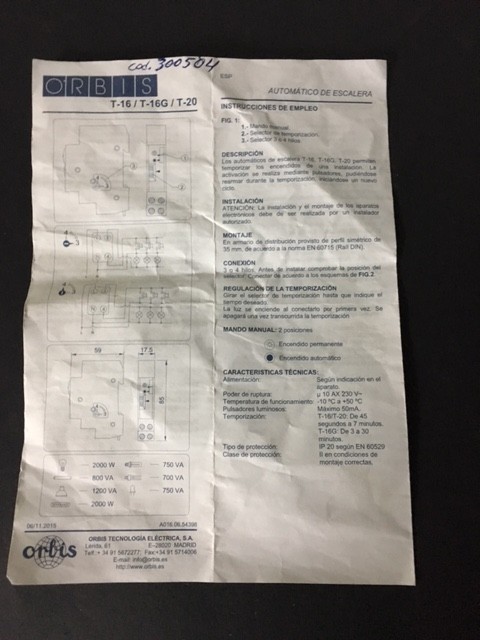 cod. 300504
ORBIS
T-16 / T-16G / T-20
59
17,5
85
2000 W
750 VA
800 VA
700 VA
1200 VA
750 VA
2000 W
06/11.2015
A016.06.54398
ESP
AUTOMÁTICO DE ESCALERA
INSTRUCCIONES DE EMPLEO
FIG. 1:
1.- Mando manual.
2.- Selector de temporización.
3.- Selector 3 ó 4 hilos
DESCRIPCIÓN
Los automáticos de escalera T-16, T-16G, T-20 permiten
temporizar los encendidos de una instalación. La
activación se realiza mediante pulsadores, pudiéndose
rearmar durante la temporización, iniciándose un nuevo
ciclo.
INSTALACIÓN
ATENCIÓN: La instalación y el montaje de los aparatos
electrónicos debe de ser realizada por un instalador
autorizado.
MONTAJE
En armario de distribución provisto de perfil simétrico de
35 mm, de acuerdo a la norma EN 60715 (Rail DIN).
CONEXIÓN
3 ó 4 hilos. Antes de instalar comprobar la posición del
selector. Conectar de acuerdo a los esquemas de FIG.2.
REGULACIÓN DE LA TEMPORIZACIÓN
Girar el selector de temporización hasta que indique el
tiempo deseado.
La luz se enciende al conectarlo por primera vez. Se
apagará una vez transcurrida la temporización.
MANDO MANUAL: 2 posiciones
Encendido permanente
Encendido automático
CARACTERÍSTICAS TÉCNICAS:
Alimentación: Según indicación en el
aparato.
Poder de ruptura: µ 10 AX 230 V~
Temperatura de funcionamiento: -10 ºC a +50 ºC
Pulsadores luminosos: Máximo 50mA.
Temporización: T-16/T-20: De 45
segundos a 7 minutos.
T-16G: De 3 a 30
minutos.
Tipo de protección: IP-20 según EN 60529
Clase de protección: II en condiciones de
montaje correctas.
orbis
ORBIS TECNOLOGÍA ELÉCTRICA, S.A.
Lérida, 61 E-28020 MADRID
Telf.:+ 34 91 5672277; Fax:+34 91 5714006
E-mail: info@orbis.es
http://www.orbis.es